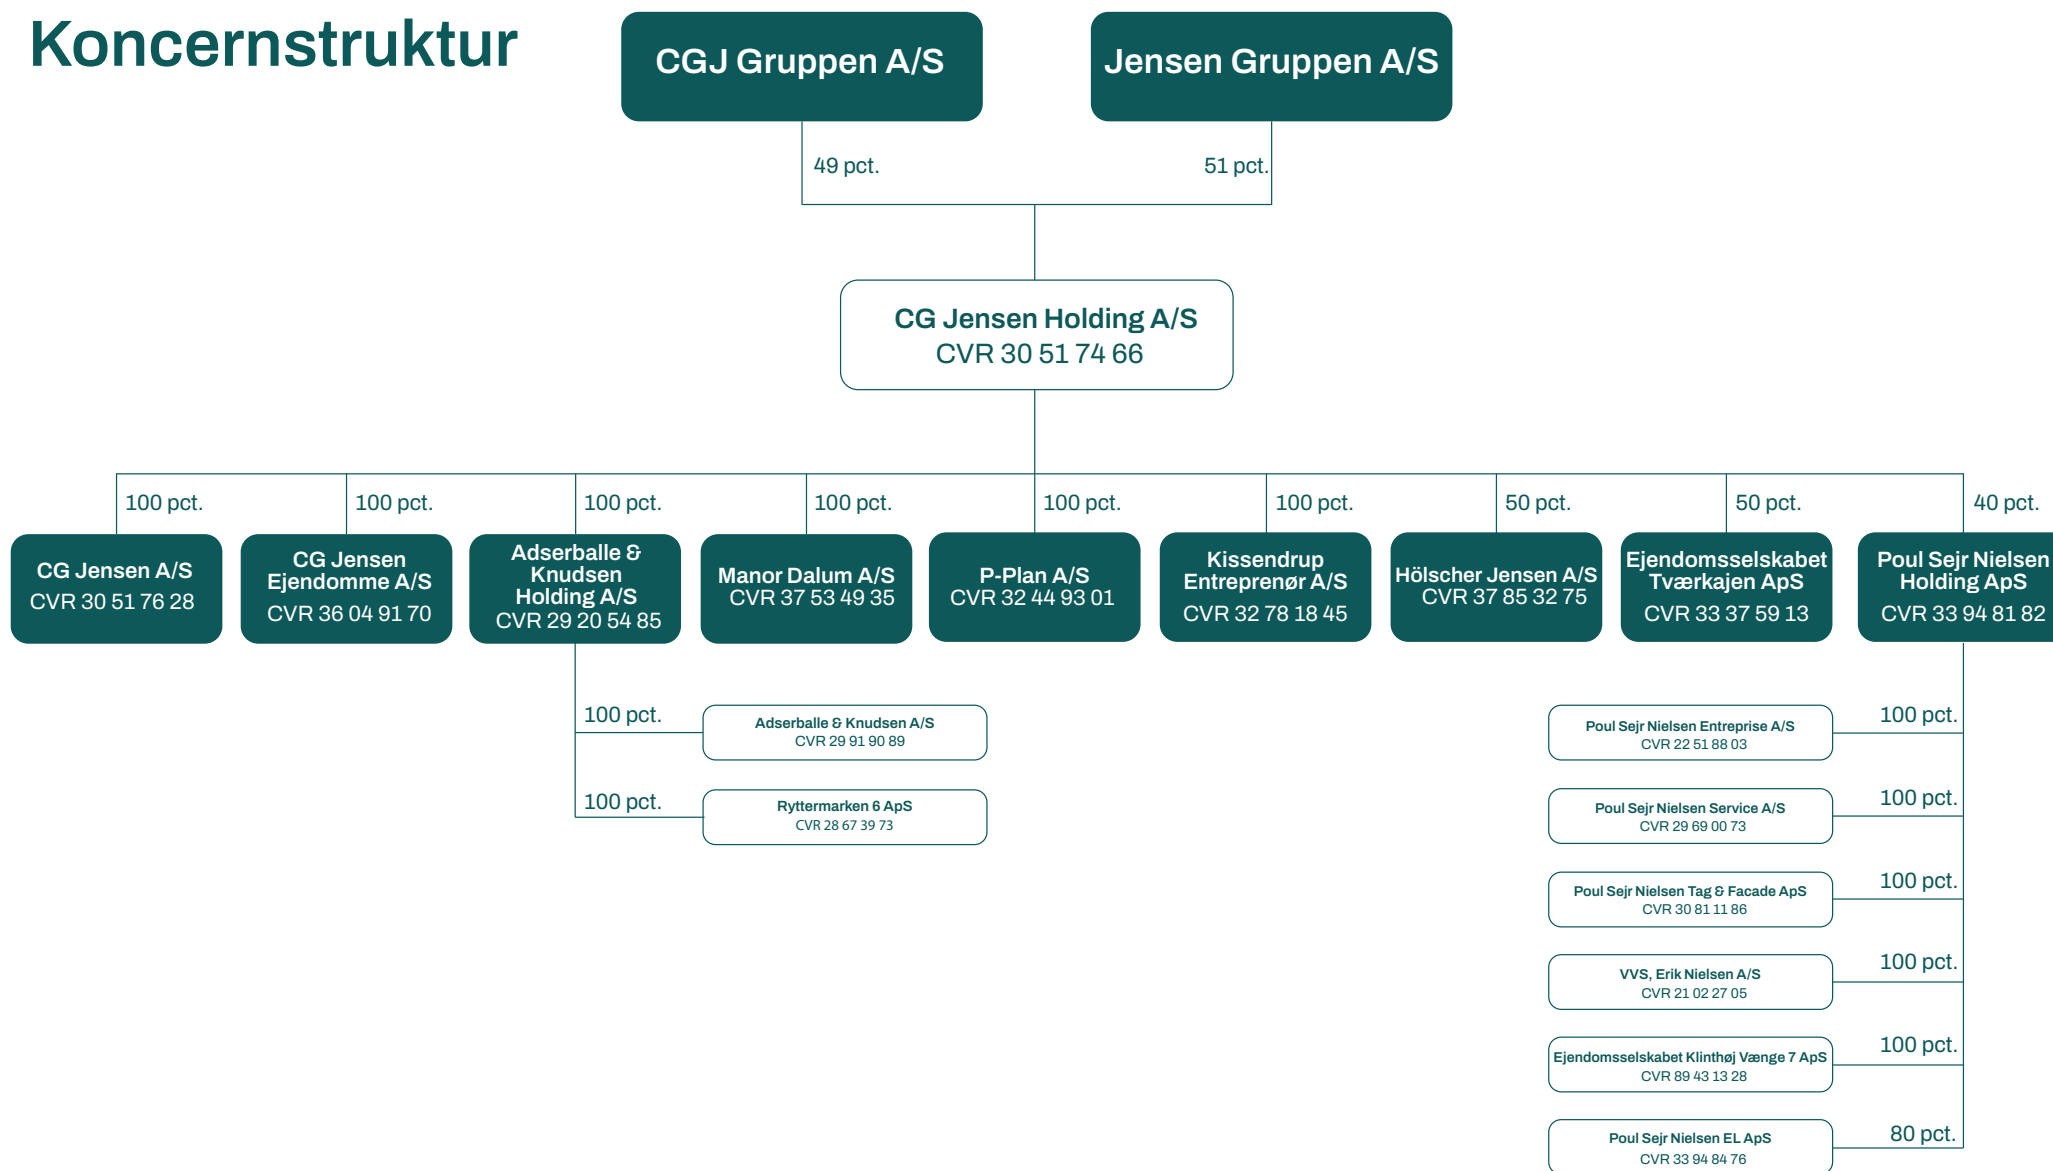 Koncernstruktur
CGJ Gruppen A/S
Jensen Gruppen A/S
49 pct.
51 pct.
CG Jensen Holding A/S
CVR 30 51 74 66
100 pct.
100 pct.
100 pct.
100 pct.
100 pct.
100 pct.
50 pct.
50 pct.
40 pct.
CG Jensen A/S
CVR 30 51 76 28
CG Jensen
Ejendomme A/S
CVR 36 04 91 70
Adserballe &
Knudsen
Holding A/S
CVR 29 20 54 85
Manor Dalum A/S
CVR 37 53 49 35
P-Plan A/S
CVR 32 44 93 01
Kissendrup
Entreprenør A/S
CVR 32 78 18 45
Hölscher Jensen A/S
CVR 37 85 32 75
Ejendomsselskabet
Tværkajen ApS
CVR 33 37 59 13
Poul Sejr Nielsen
Holding ApS
CVR 33 94 81 82
100 pct.
Adserballe & Knudsen A/S
CVR 29 91 90 89
100 pct.
Ryttermarken 6 ApS
CVR 28 67 39 73
Poul Sejr Nielsen Entreprise A/S
CVR 22 51 88 03
100 pct.
Poul Sejr Nielsen Service A/S
CVR 29 69 00 73
100 pct.
Poul Sejr Nielsen Tag & Facade ApS
CVR 30 81 11 86
100 pct.
VVS, Erik Nielsen A/S
CVR 21 02 27 05
100 pct.
Ejendomsselskabet Klinthøj Vænge 7 ApS
CVR 89 43 13 28
100 pct.
Poul Sejr Nielsen EL ApS
CVR 33 94 84 76
80 pct.